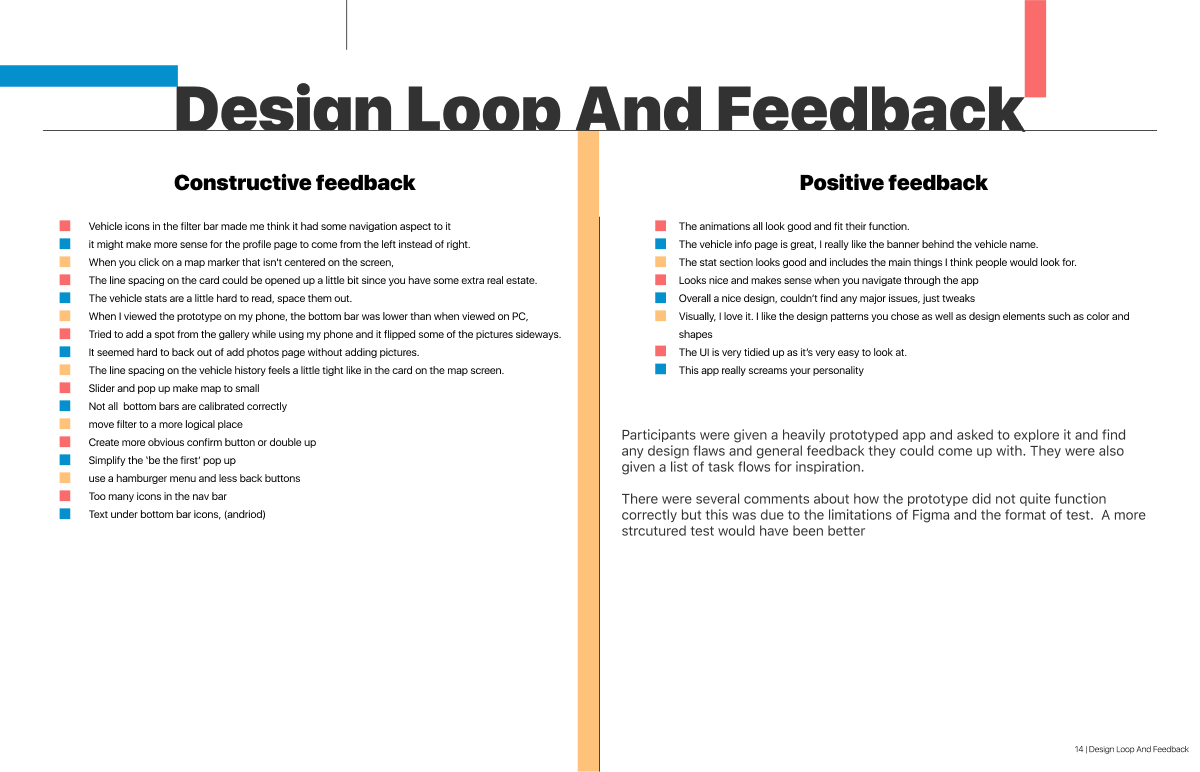 Design Loop And Feedback
Constructive feedback
Vehicle icons in the filter bar made me think it had some navigation aspect to it
it might make more sense for the profile page to come from the left instead of right.
When you click on a map marker that isn't centered on the screen,
The line spacing on the card could be opened up a little bit since you have some extra real estate.
The vehicle stats are a little hard to read, space them out.
When I viewed the prototype on my phone, the bottom bar was lower than when viewed on PC,
Tried to add a spot from the gallery while using my phone and it flipped some of the pictures sideways.
It seemed hard to back out of add photos page without adding pictures.
The line spacing on the vehicle history feels a little tight like in the card on the map screen.
Slider and pop up make map to small
Not all  bottom bars are calibrated correctly
move filter to a more logical place
Create more obvious confirm button or double up
Simplify the ‘be the first’ pop up
use a hamburger menu and less back buttons
Too many icons in the nav bar
Text under bottom bar icons, (andriod)
Positive feedback
The animations all look good and fit their function.
The vehicle info page is great, I really like the banner behind the vehicle name.
The stat section looks good and includes the main things I think people would look for.
Looks nice and makes sense when you navigate through the app
Overall a nice design, couldn’t find any major issues, just tweaks
Visually, I love it. I like the design patterns you chose as well as design elements such as color and
shapes
The UI is very tidied up as it’s very easy to look at.
This app really screams your personality
Participants were given a heavily prototyped app and asked to explore it and find
any design flaws and general feedback they could come up with. They were also
given a list of task flows for inspiration.
There were several comments about how the prototype did not quite function
correctly but this was due to the limitations of Figma and the format of test.  A more
strcutured test would have been better
14 | Design Loop And Feedback